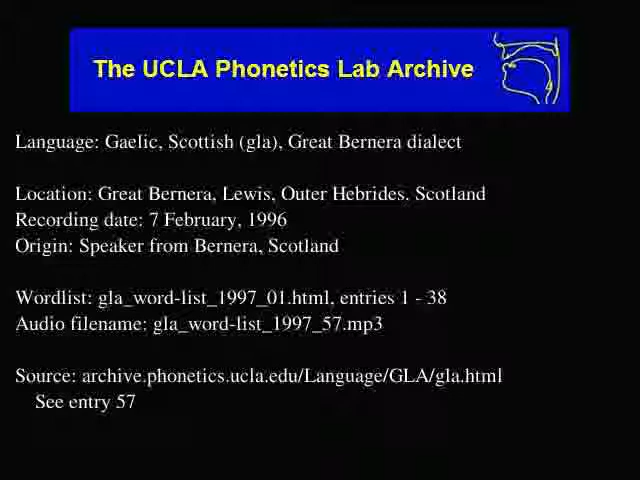 The UCLA Phonetics Lab Archive
Language: Gaelic, Scottish (gla), Great Bernera dialect
Location: Great Bernera, Lewis, Outer Hebrides. Scotland
Recording date: 7 February, 1996
Origin: Speaker from Bernera, Scotland
Wordlist: gla_word-list_1997_01.html, entries 1 - 38
Audio filename: gla_word-list_1997_57.mp3
Source: archive.phonetics.ucla.edu/Language/GLA/gla.html
See entry 57